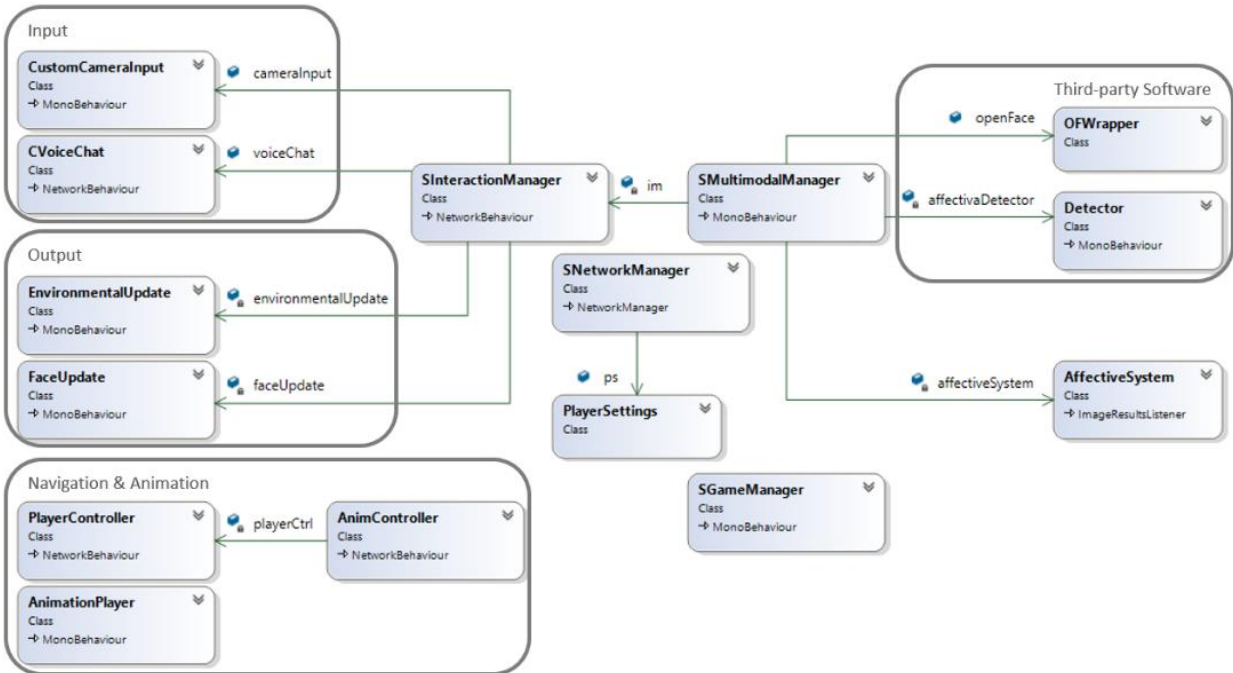 Input
CustomCameraInput
Class
MonoBehaviour
cameraInput
CVoiceChat
Class
NetworkBehaviour
voiceChat
Output
EnvironmentalUpdate
Class
MonoBehaviour
environmentalUpdate
FaceUpdate
Class
MonoBehaviour
faceUpdate
Navigation & Animation
PlayerController
Class
NetworkBehaviour
playerCtrl
AnimController
Class
NetworkBehaviour
AnimationPlayer
Class
MonoBehaviour
SInteractionManager
Class
NetworkBehaviour
im
SMultimodalManager
Class
MonoBehaviour
SNetworkManager
Class
NetworkManager
ps
PlayerSettings
Class
SGameManager
Class
MonoBehaviour
Third-party Software
openFace
OFWrapper
Class
affectivaDetector
Detector
Class
MonoBehaviour
affectiveSystem
AffectiveSystem
Class
ImageResultsListener